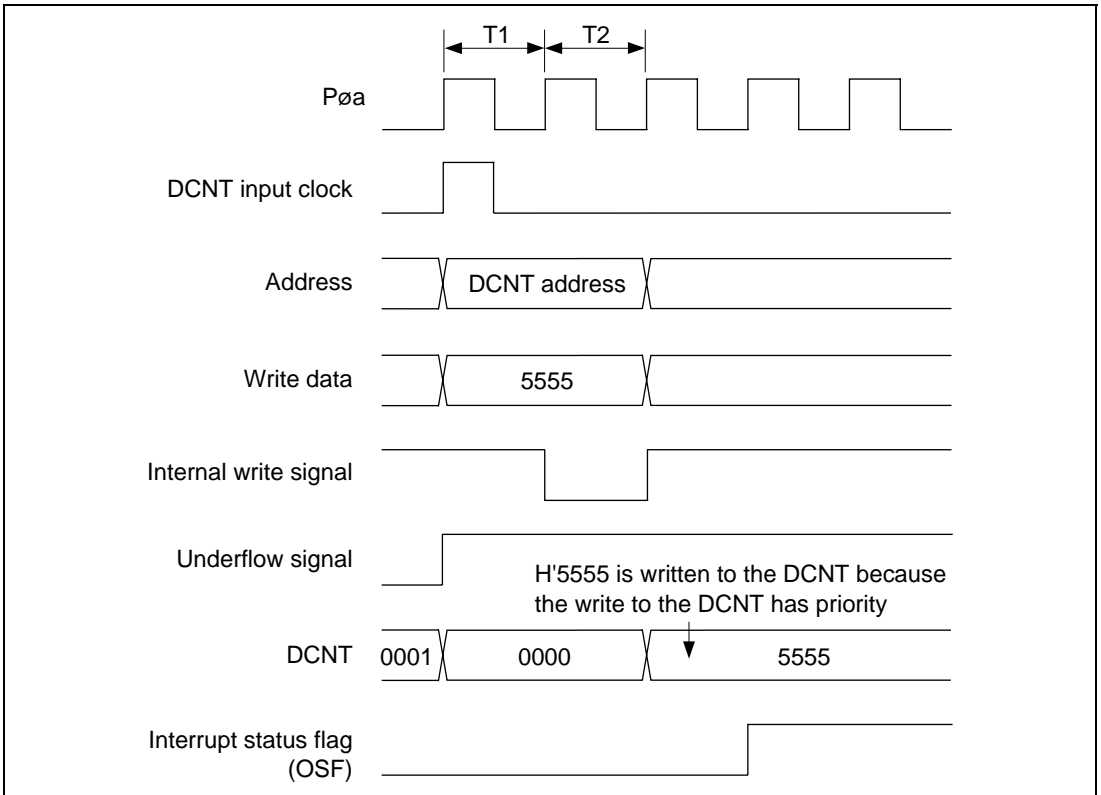 T1 T2
Pøa
DCNT input clock
Address DCNT address
Write data 5555
Internal write signal
Underflow signal
H'5555 is written to the DCNT because
the write to the DCNT has priority
DCNT 0001 0000 5555
Interrupt status flag
(OSF)